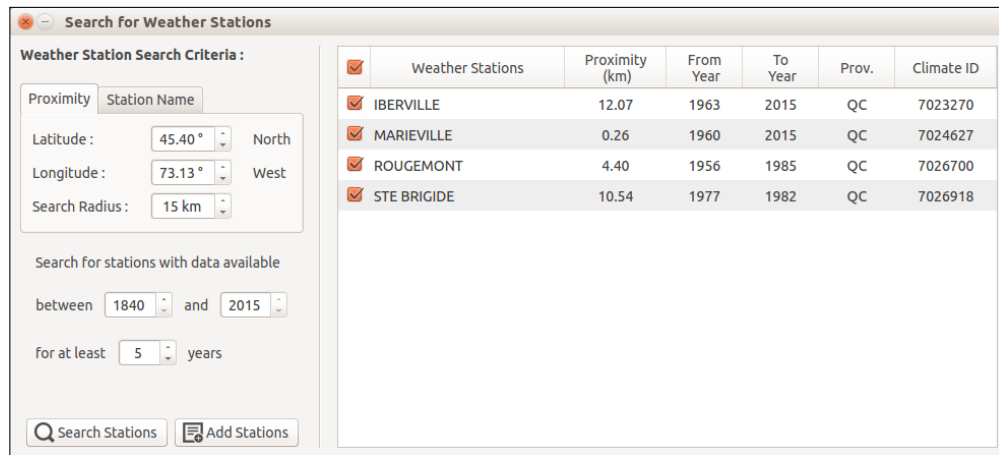 Search for Weather Stations
Weather Station Search Criteria :
Proximity Station Name
Latitude : 45.40 ° North
Longitude : 73.13 ° West
Search Radius : 15 km
Search for stations with data available
between 1840 and 2015
for at least 5 years
Search Stations Add Stations
Weather Stations Proximity (km) From Year To Year Prov. Climate ID
IBERVILLE 12.07 1963 2015 QC 7023270
MARIEVILLE 0.26 1960 2015 QC 7024627
ROUGEMONT 4.40 1956 1985 QC 7026700
STE BRIGIDE 10.54 1977 1982 QC 7026918